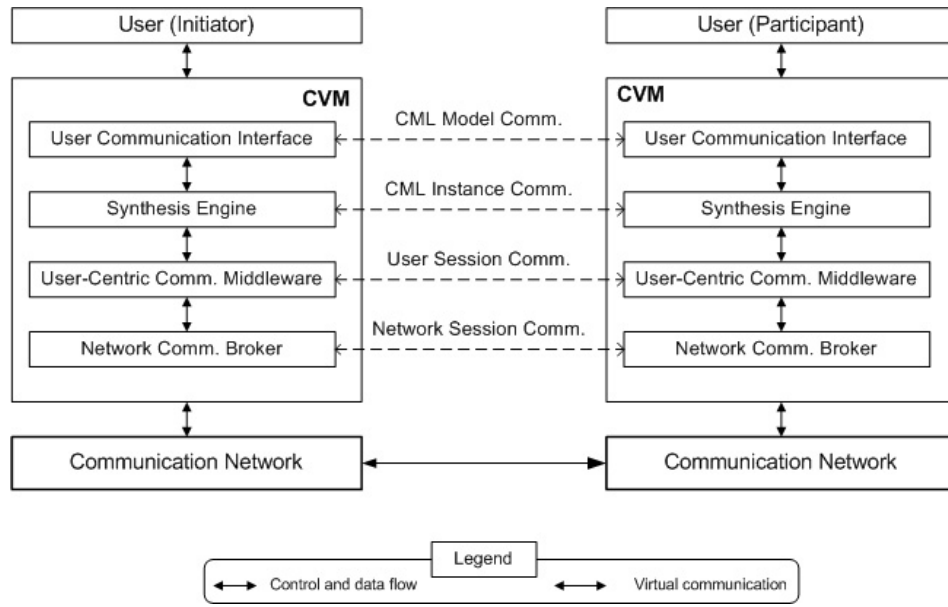 User (Initiator)
User (Participant)
CVM
CVM
User Communication Interface
CML Model Comm.
User Communication Interface
Synthesis Engine
CML Instance Comm.
Synthesis Engine
User-Centric Comm. Middleware
User Session Comm.
User-Centric Comm. Middleware
Network Comm. Broker
Network Session Comm.
Network Comm. Broker
Communication Network
Communication Network
Legend
Control and data flow
Virtual communication